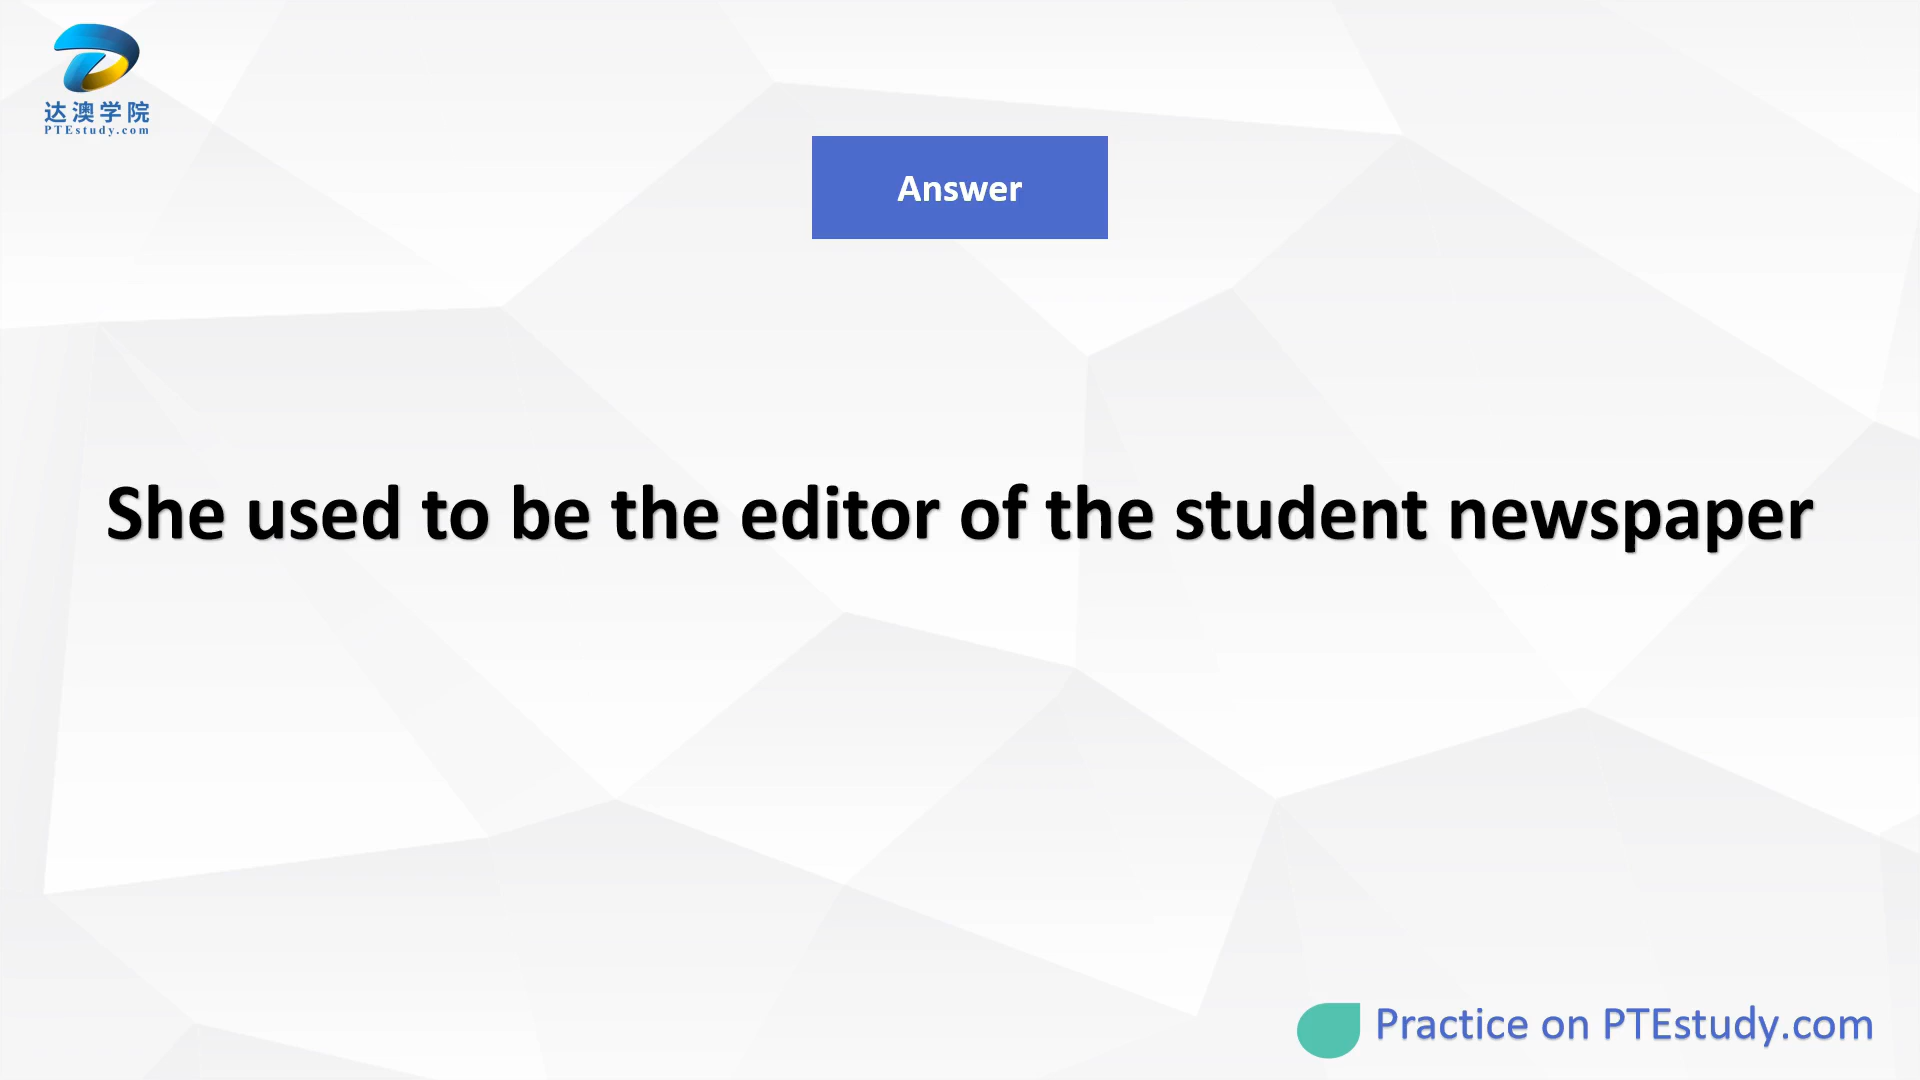 达澳学院
PTEstudy.com
Answer
She used to be the editor of the student newspaper
Practice on PTEstudy.com